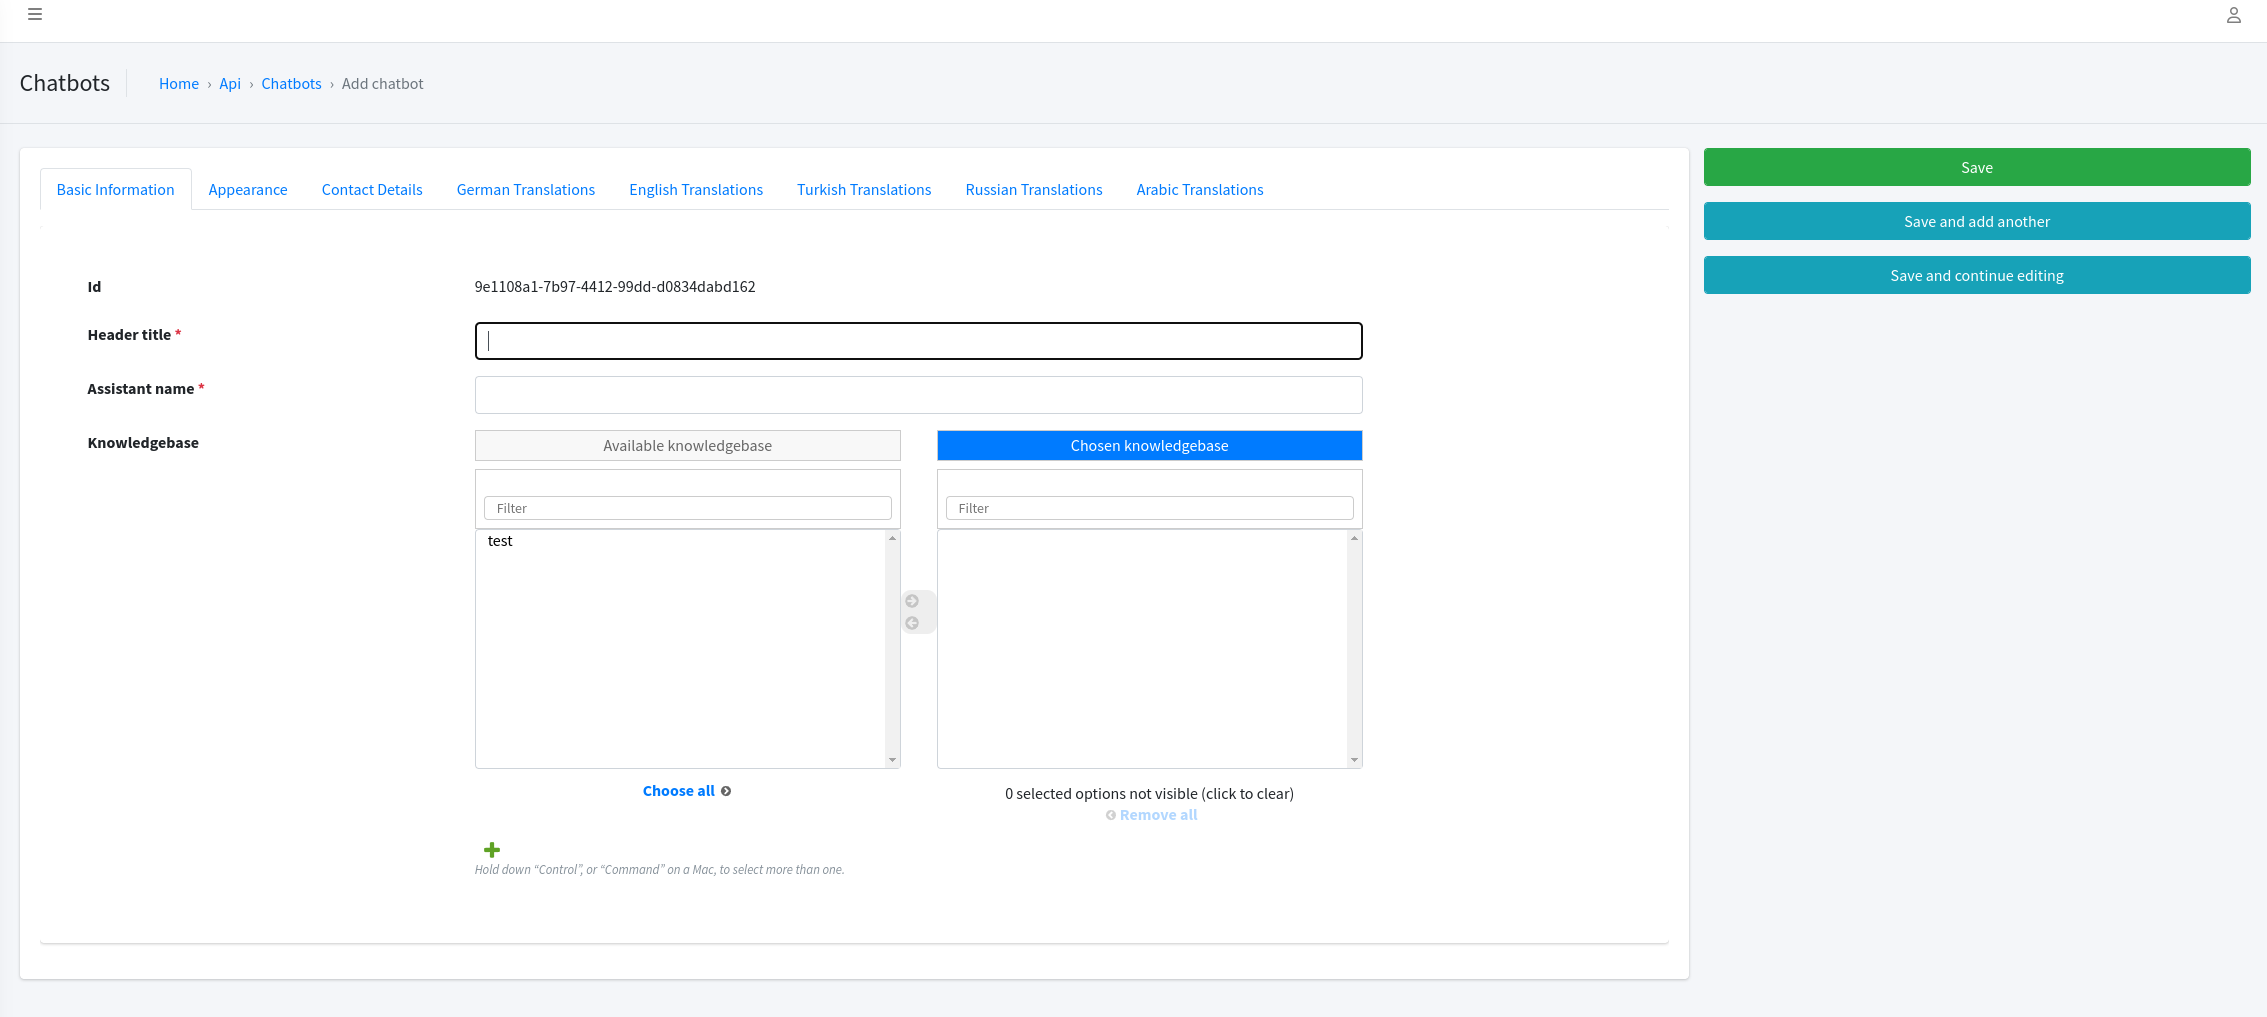 Chatbots
Home › Api › Chatbots › Add chatbot
Basic Information Appearance Contact Details German Translations English Translations Turkish Translations Russian Translations Arabic Translations
Save
Save and add another
Save and continue editing
Id 9e1108a1-7b97-4412-99dd-d0834dabd162
Header title *
Assistant name *
Knowledgebase Available knowledgebase Chosen knowledgebase
Filter Filter
test
Choose all
0 selected options not visible (click to clear)
Remove all
Hold down “Control”, or “Command” on a Mac, to select more than one.